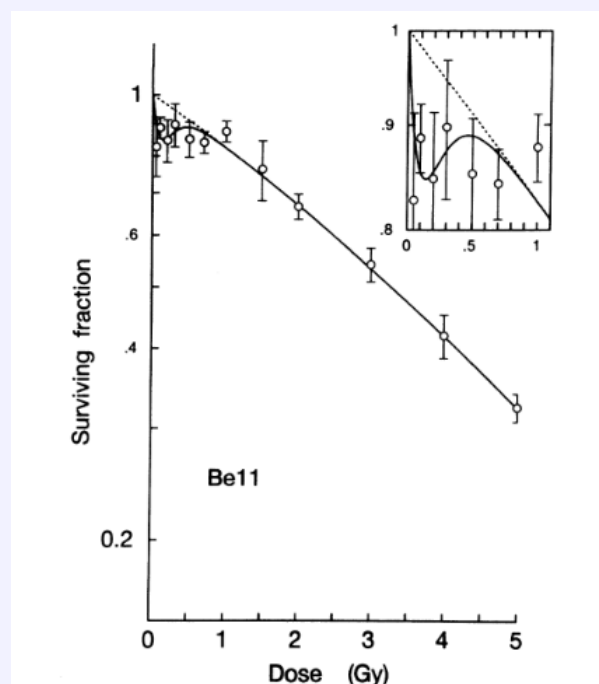 1
.6
.4
0.2
Surviving fraction
Be11
0 1 2 3 4 5
Dose (Gy)
1
.9
.8
0 .5 1